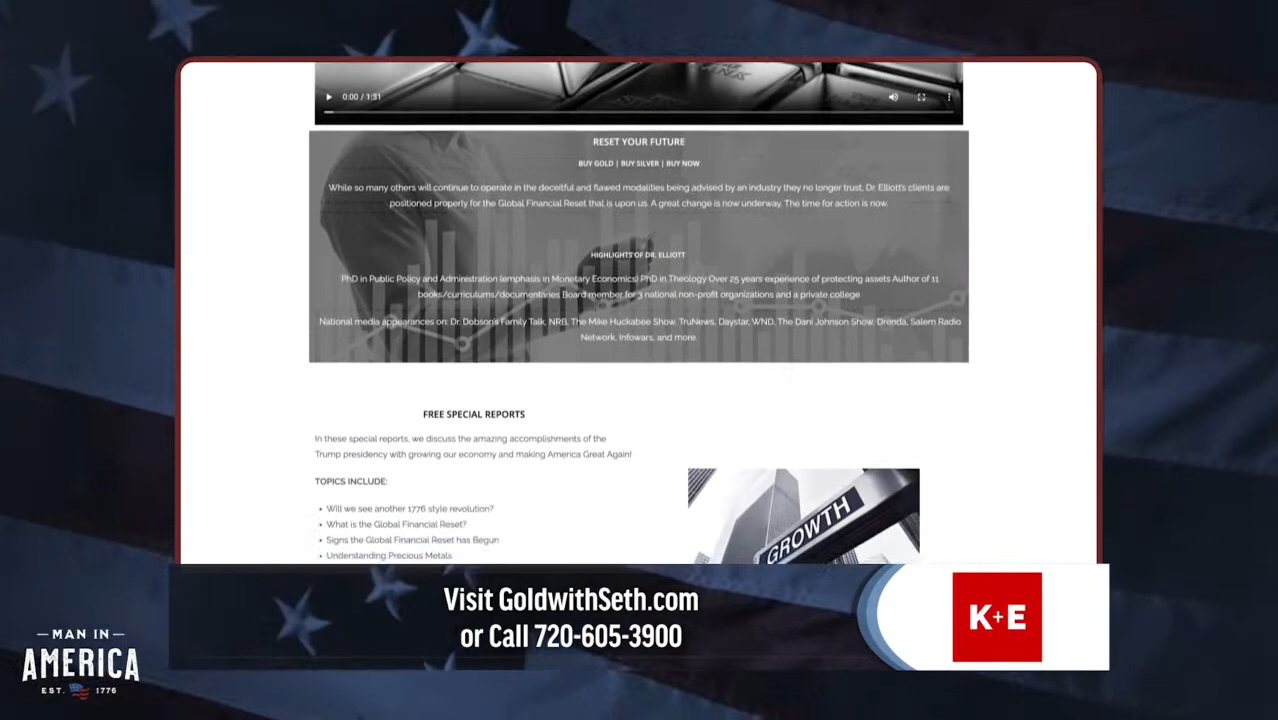 0:00 / 1:31
RESET YOUR FUTURE
BUY GOLD | BUY SILVER | BUY NOW
While so many others will continue to operate in the deceitful and flawed modalities being advised by an industry they no longer trust, Dr. Elliott's clients are
positioned properly for the Global Financial Reset that is upon us. A great change is now underway. The time for action is now.
HIGHLIGHTS OF DR. ELLIOTT
PhD in Public Policy and Administration (emphasis in Monetary Economics) PhD in Theology Over 25 years experience of protecting assets Author of 11
books/curriculums/documentaries Board member for 3 national non-profit organizations and a private college
National media appearances on: Dr. Dobson's Family Talk, NRB, The Mike Huckabee Show, TruNews, Daystar, WND, The Dani Johnson Show, Drenda, Salem Radio
Network, Infowars, and more.
FREE SPECIAL REPORTS
In these special reports, we discuss the amazing accomplishments of the
Trump presidency with growing our economy and making America Great Again!
TOPICS INCLUDE:
• Will we see another 1776 style revolution?
• What is the Global Financial Reset?
• Signs the Global Financial Reset has Begun
• Understanding Precious Metals
GROWTH
Visit GoldwithSeth.com
or Call 720-605-3900
K+E
MAN IN
AMERICA
EST. 1776